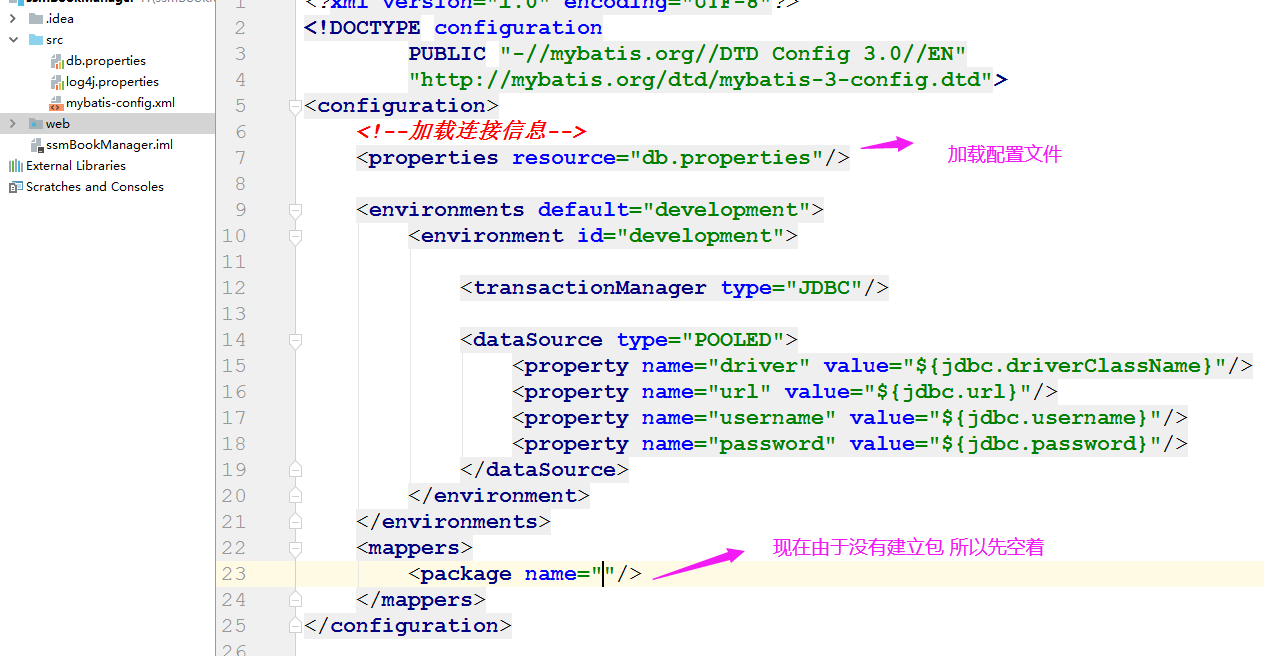 ssmBookManager
.idea
src
db.properties
log4j.properties
mybatis-config.xml
web
ssmBookManager.iml
External Libraries
Scratches and Consoles
1 <?xml version="1.0" encoding="UTF-8"?>
2 <!DOCTYPE configuration
3 PUBLIC "-//mybatis.org//DTD Config 3.0//EN"
4 "http://mybatis.org/dtd/mybatis-3-config.dtd">
5 <configuration>
6 <!--加载连接信息-->
7 <properties resource="db.properties"/> 加载配置文件
8
9 <environments default="development">
10 <environment id="development">
11
12 <transactionManager type="JDBC"/>
13
14 <dataSource type="POOLED">
15 <property name="driver" value="${jdbc.driverClassName}"/>
16 <property name="url" value="${jdbc.url}"/>
17 <property name="username" value="${jdbc.username}"/>
18 <property name="password" value="${jdbc.password}"/>
19 </dataSource>
20 </environment>
21 </environments>
22 <mappers> 现在由于没有建立包 所以先空着
23 <package name=""/>
24 </mappers>
25 </configuration>
26